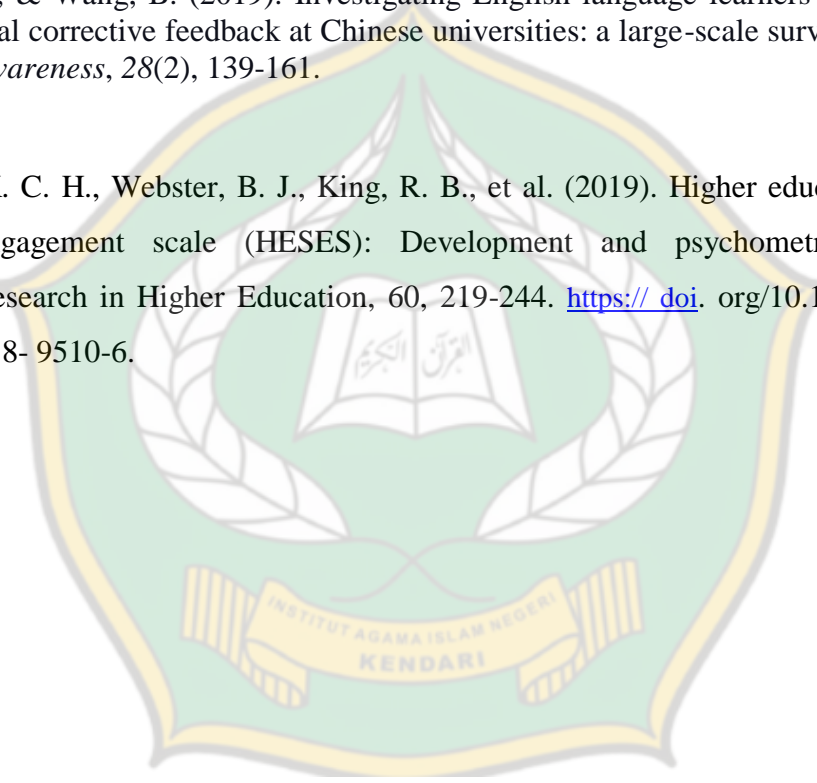 , & Wang, B. (2019). Investigating English language learners
al corrective feedback at Chinese universities: a large-scale surv
wareness, 28(2), 139-161.
. C. H., Webster, B. J., King, R. B., et al. (2019). Higher educ
gagement scale (HESES): Development and psychometr
esearch in Higher Education, 60, 219-244. https:// doi. org/10.1
8- 9510-6.
القرآن الكريم
INSTITUT AGAMA ISLAM NEGERI
KENDARI